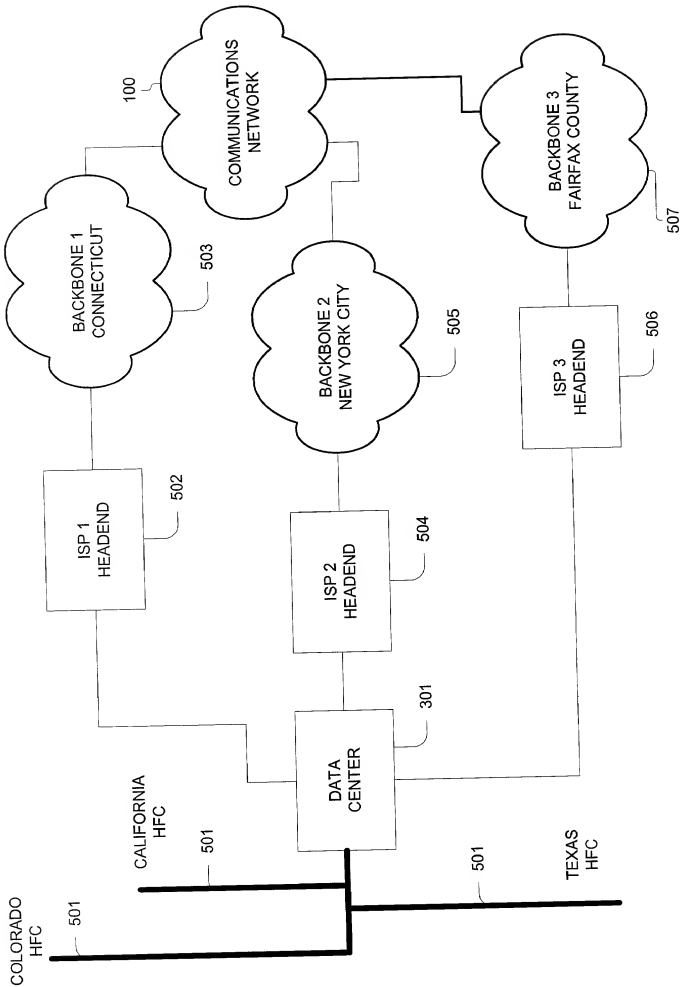 COLORADO
HFC
501
CALIFORNIA
HFC
501
501
TEXAS
HFC
DATA
CENTER
301
ISP 1
HEADEND
502
ISP 2
HEADEND
504
ISP 3
HEADEND
506
BACKBONE 1
CONNECTICUT
503
BACKBONE 2
NEW YORK CITY
505
BACKBONE 3
FAIRFAX COUNTY
507
100
COMMUNICATIONS
NETWORK